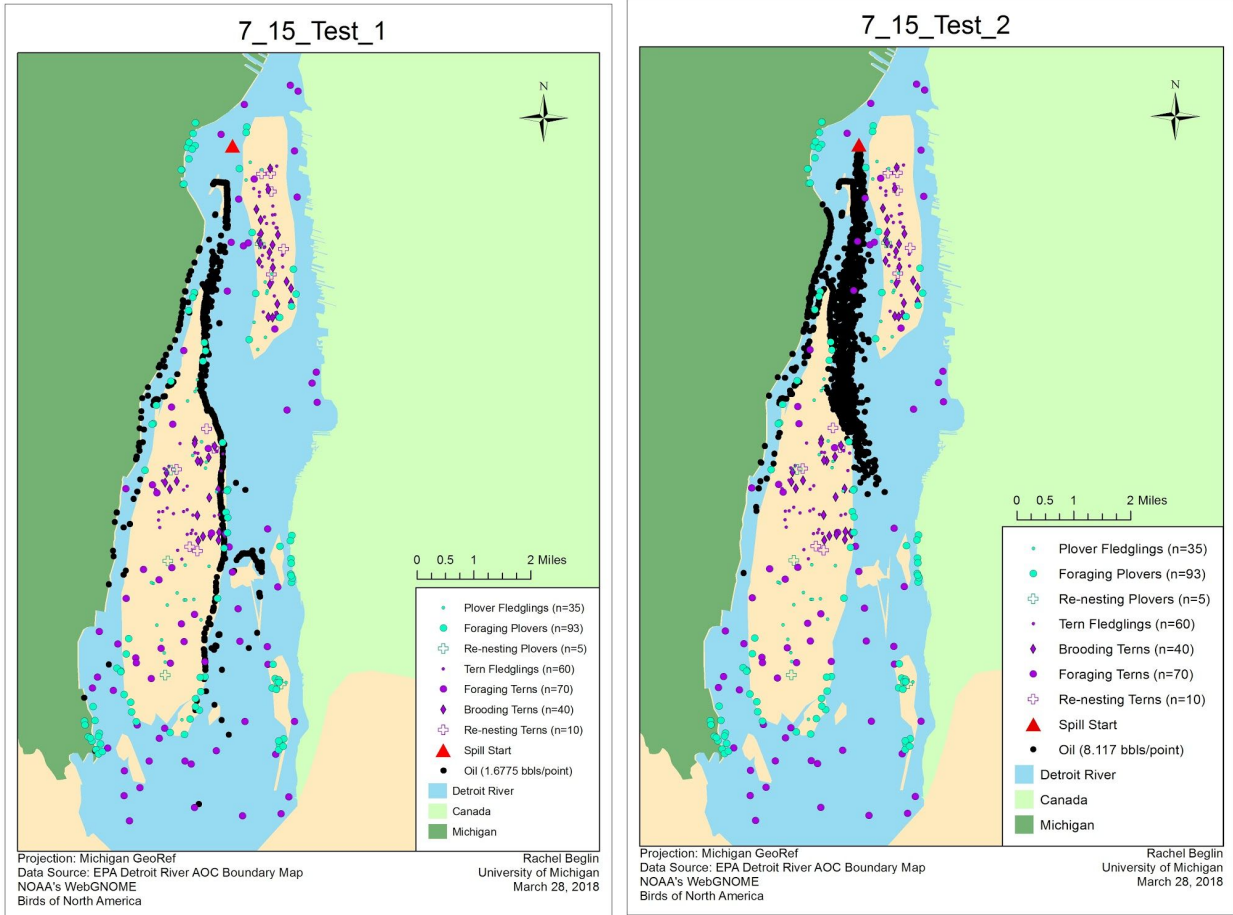 7_15_Test_1
N
0 0.5 1 2 Miles
Plover Fledglings (n=35)
Foraging Plovers (n=93)
Re-nesting Plovers (n=5)
Tern Fledglings (n=60)
Foraging Terns (n=70)
Brooding Terns (n=40)
Re-nesting Terns (n=10)
Spill Start
Oil (1.6775 bbls/point)
Detroit River
Canada
Michigan
Projection: Michigan GeoRef
Data Source: EPA Detroit River AOC Boundary Map
NOAA's WebGNOME
Birds of North America
Rachel Beglin
University of Michigan
March 28, 2018
7_15_Test_2
N
0 0.5 1 2 Miles
Plover Fledglings (n=35)
Foraging Plovers (n=93)
Re-nesting Plovers (n=5)
Tern Fledglings (n=60)
Brooding Terns (n=40)
Foraging Terns (n=70)
Re-nesting Terns (n=10)
Spill Start
Oil (8.117 bbls/point)
Detroit River
Canada
Michigan
Projection: Michigan GeoRef
Data Source: EPA Detroit River AOC Boundary Map
NOAA's WebGNOME
Birds of North America
Rachel Beglin
University of Michigan
March 28, 2018